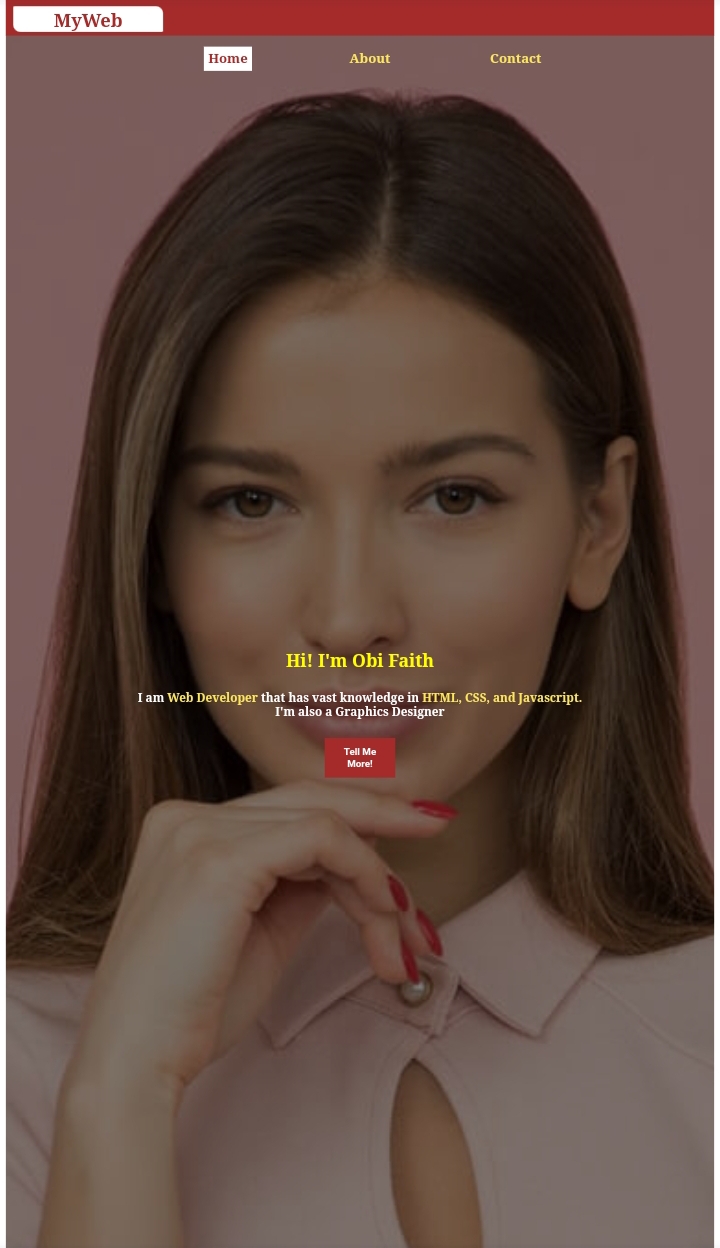 MyWeb
Home About Contact
Hi! I'm Obi Faith
I am Web Developer that has vast knowledge in HTML, CSS, and Javascript.
I'm also a Graphics Designer
Tell Me
More!